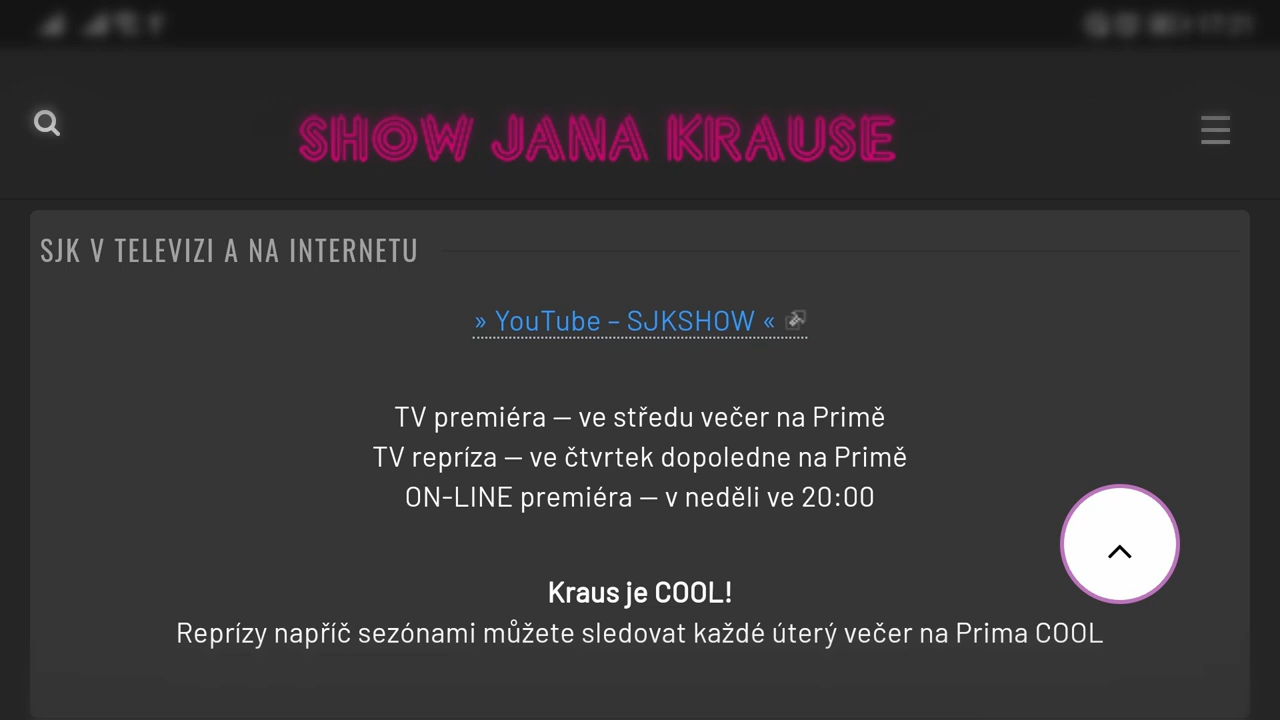 SHOW JANA KRAUSE
SJK V TELEVIZI A NA INTERNETU
» YouTube – SJKSHOW «
TV premiéra — ve středu večer na Primě
TV repríza — ve čtvrtek dopoledne na Primě
ON-LINE premiéra — v neděli ve 20:00
Kraus je COOL!
Reprízy napříč sezónami můžete sledovat každé úterý večer na Prima COOL